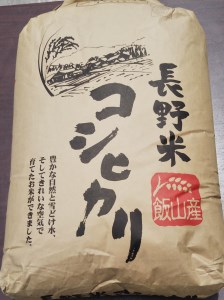 長野米
コシヒカリ
飯山産
豊かな自然と雪どけ水、
そしてきれいな空気で
育てたお米ができました。